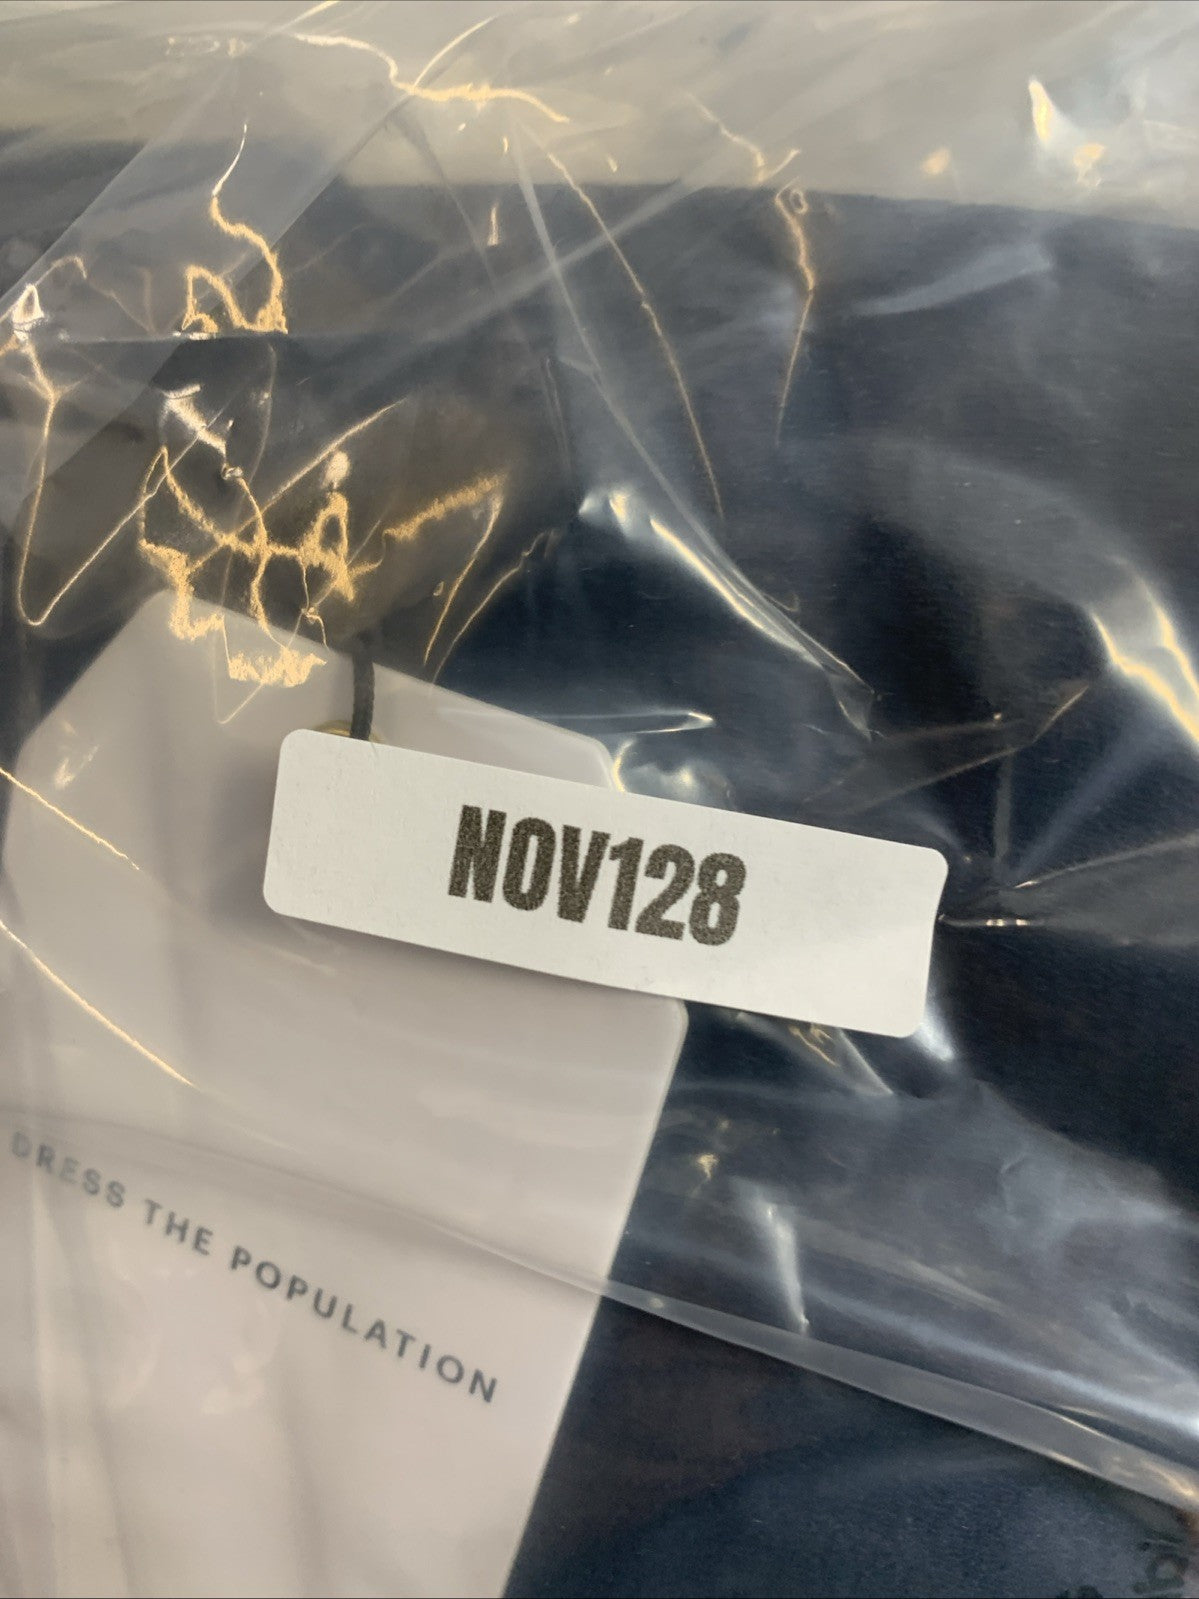 NOV128
DRESS THE POPULATION